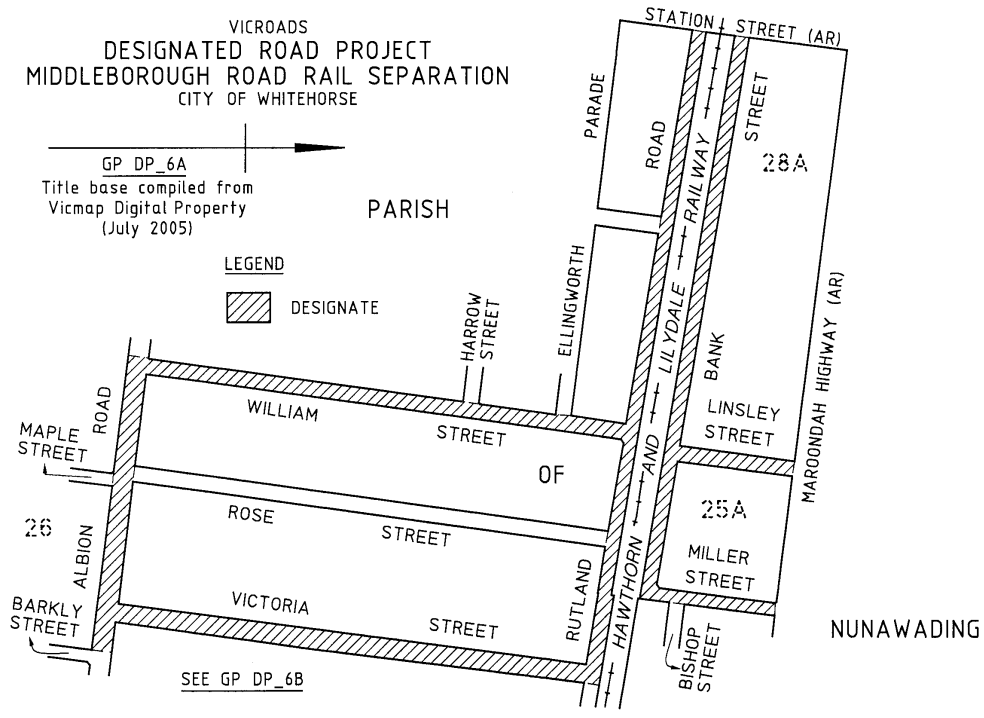 VICROADS
DESIGNATED ROAD PROJECT
MIDDLEBOROUGH ROAD RAIL SEPARATION
CITY OF WHITEHORSE
GP DP_6A
Title base compiled from
Vicmap Digital Property
(July 2005)
LEGEND
DESIGNATE
PARISH
STATION STREET (AR)
PARADE
ROAD
RAILWAY
STREET
28A
ELLINGWORTH
LILYDALE
HARROW
STREET
BANK
MAROONDAH HIGHWAY (AR)
LINSLEY
STREET
ROAD
WILLIAM STREET
MAPLE
STREET
OF
AND
26
ROSE STREET
25A
MILLER
STREET
ALBION
RUTLAND
HAWTHORN
BARKLY
STREET
VICTORIA STREET
BISHOP
STREET
NUNAWADING
SEE GP DP_6B